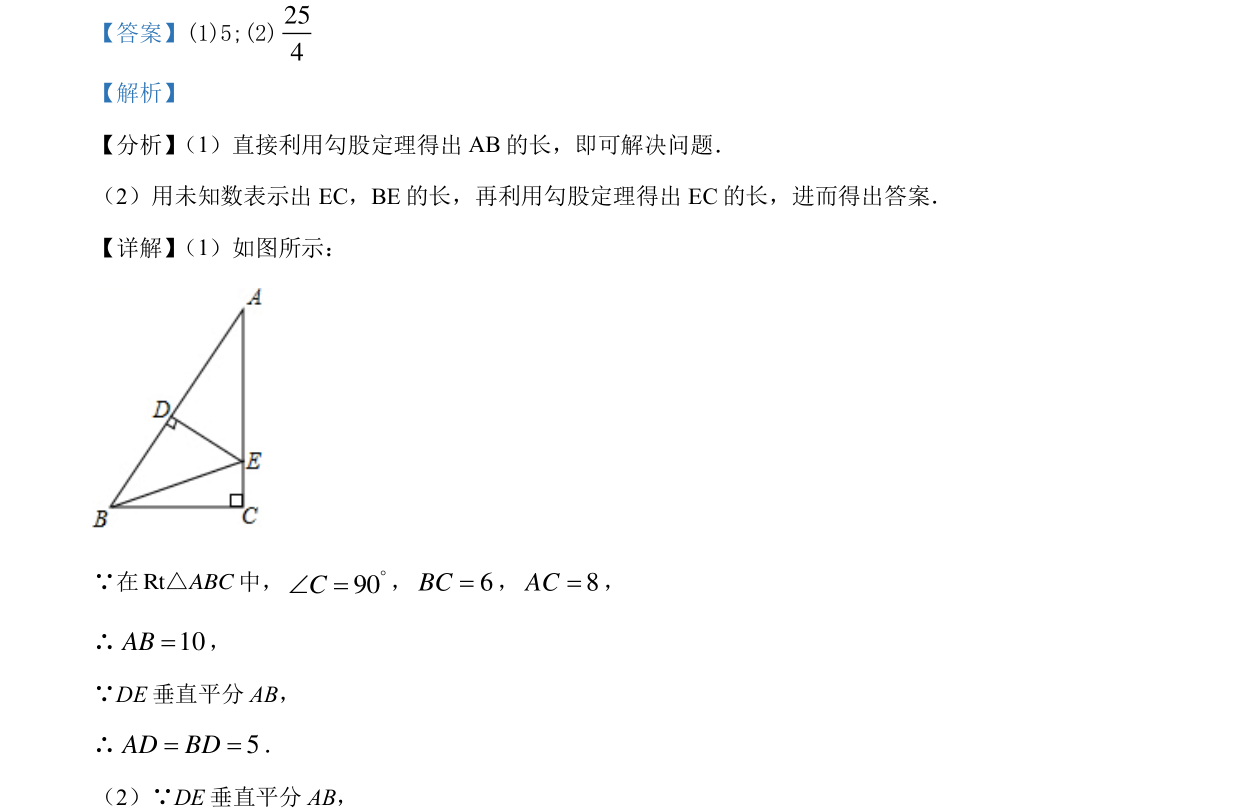 【答案】(1)5;(2) 25/4
【解析】
【分析】（1）直接利用勾股定理得出 AB 的长，即可解决问题．
（2）用未知数表示出 EC，BE 的长，再利用勾股定理得出 EC 的长，进而得出答案．
【详解】（1）如图所示：
A
D
E
B
C
∵在 Rt△ABC 中，∠C = 90°，BC = 6，AC = 8，
∴ AB = 10，
∵DE 垂直平分 AB，
∴ AD = BD = 5．
（2）∵DE 垂直平分 AB，